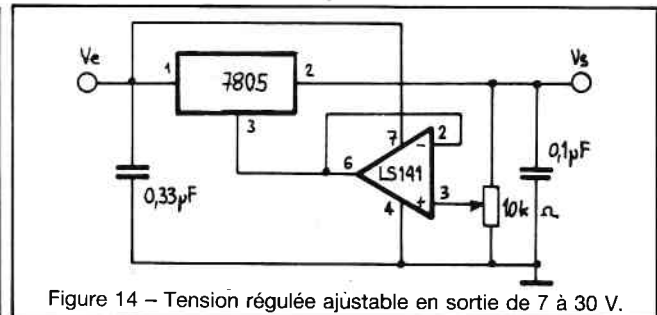 Ve
Vs
1
7805
2
3
7
2
-
6
LS141
0,1µF
3
+
4
10k Ω
0,33µF
Figure 14 – Tension régulée ajustable en sortie de 7 à 30 V.